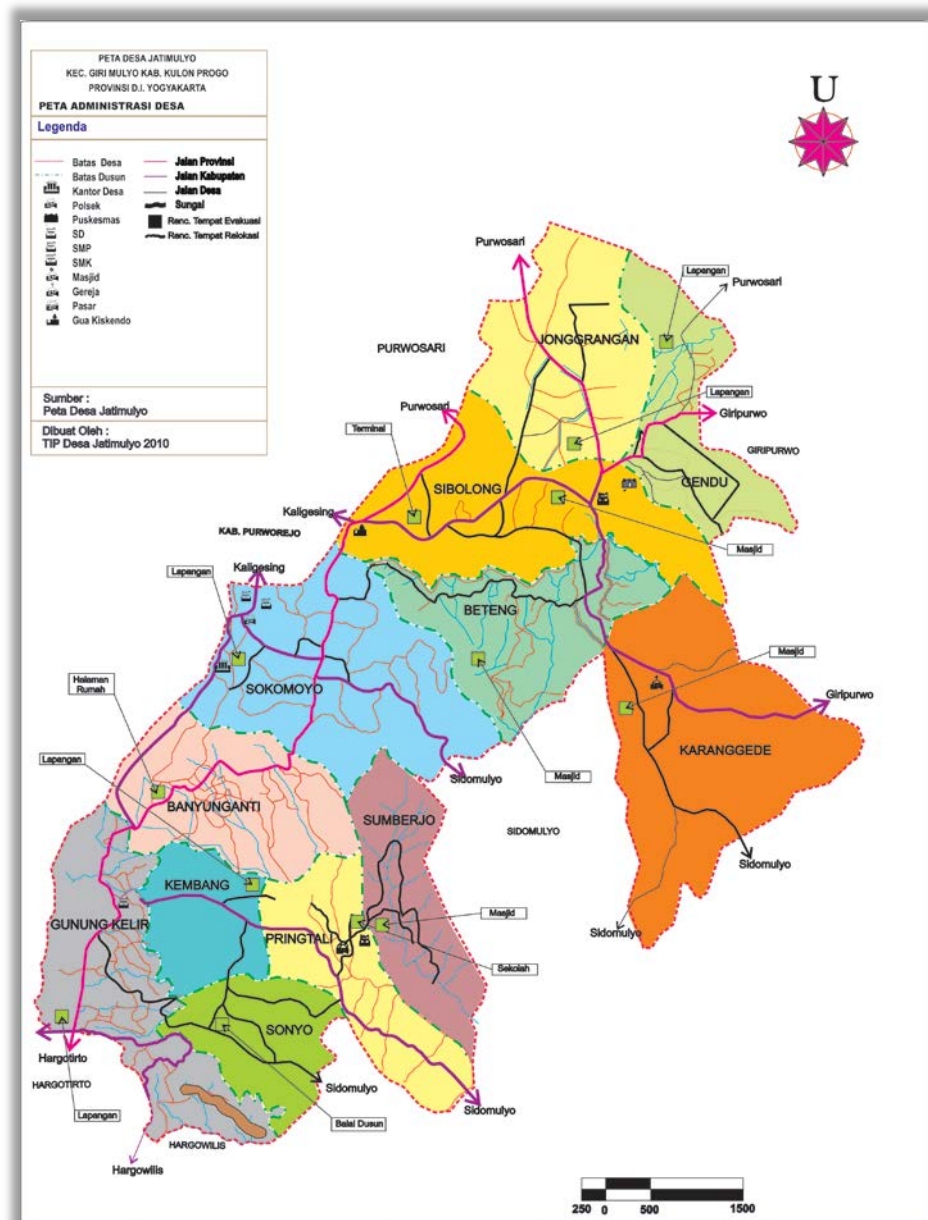 PETA DESA JATIMULYO
KEC. GIRI MULYO KAB. KULON PROGO
PROVINSI D.I. YOGYAKARTA
PETA ADMINISTRASI DESA
Legenda
Batas Desa
Batas Dusun
Kantor Desa
Polsek
Puskesmas
SD
SMP
SMK
Masjid
Gereja
Pasar
Gua Kiskendo
Jalan Provinsi
Jalan Kabupaten
Jalan Desa
Sungai
Renc. Tempat Evakuasi
Renc. Tempat Relokasi
Sumber :
Peta Desa Jatimulyo
Dibuat Oleh :
TIP Desa Jatimulyo 2010
U
Purwosari
Lapangan
Purwosari
JONGGRANGAN
PURWOSARI
Lapangan
Purwosari
Giripurwo
Terminal
GIRIPURWO
SIBOLONG
GENDU
Kaligesing
KAB. PURWOREJO
Masjid
Kaligesing
Lapangan
BETENG
Masjid
Halaman
Rumah
SOKOMOYO
Giripurwo
Lapangan
KARANGGEDE
Sidomulyo
Masjid
BANYUNGANTI
SUMBERJO
SIDOMULYO
Sidomulyo
KEMBANG
GUNUNG KELIR
PRINGTALI
Masjid
Sidomulyo
Sekolah
SONYO
Hargotirto
HARGOTIRTO
Sidomulyo
Lapangan
Sidomulyo
Balai Dusun
HARGOWILIS
Hargowilis
250 0 500 1500